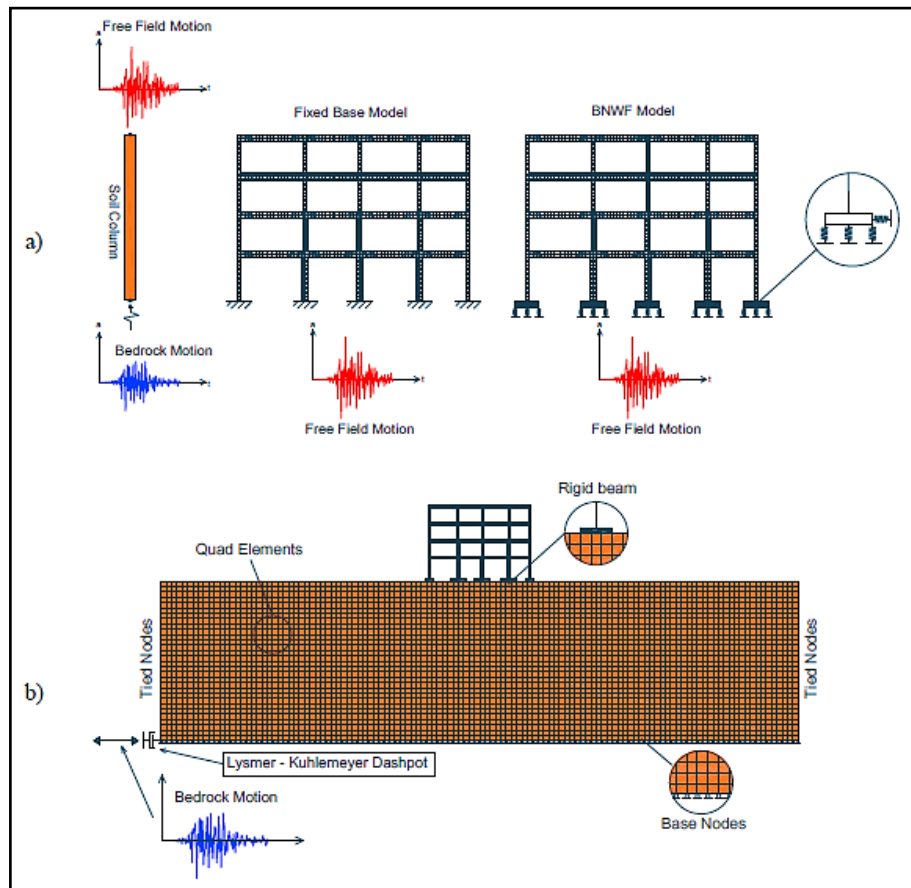 Free Field Motion
a
t
Soil Column
a)
Bedrock Motion
a
t
Fixed Base Model
BNWF Model
a
t
Free Field Motion
a
t
Free Field Motion
Rigid beam
Quad Elements
Tied Nodes
Tied Nodes
b)
Lysmer - Kuhlemeyer Dashpot
Bedrock Motion
Base Nodes